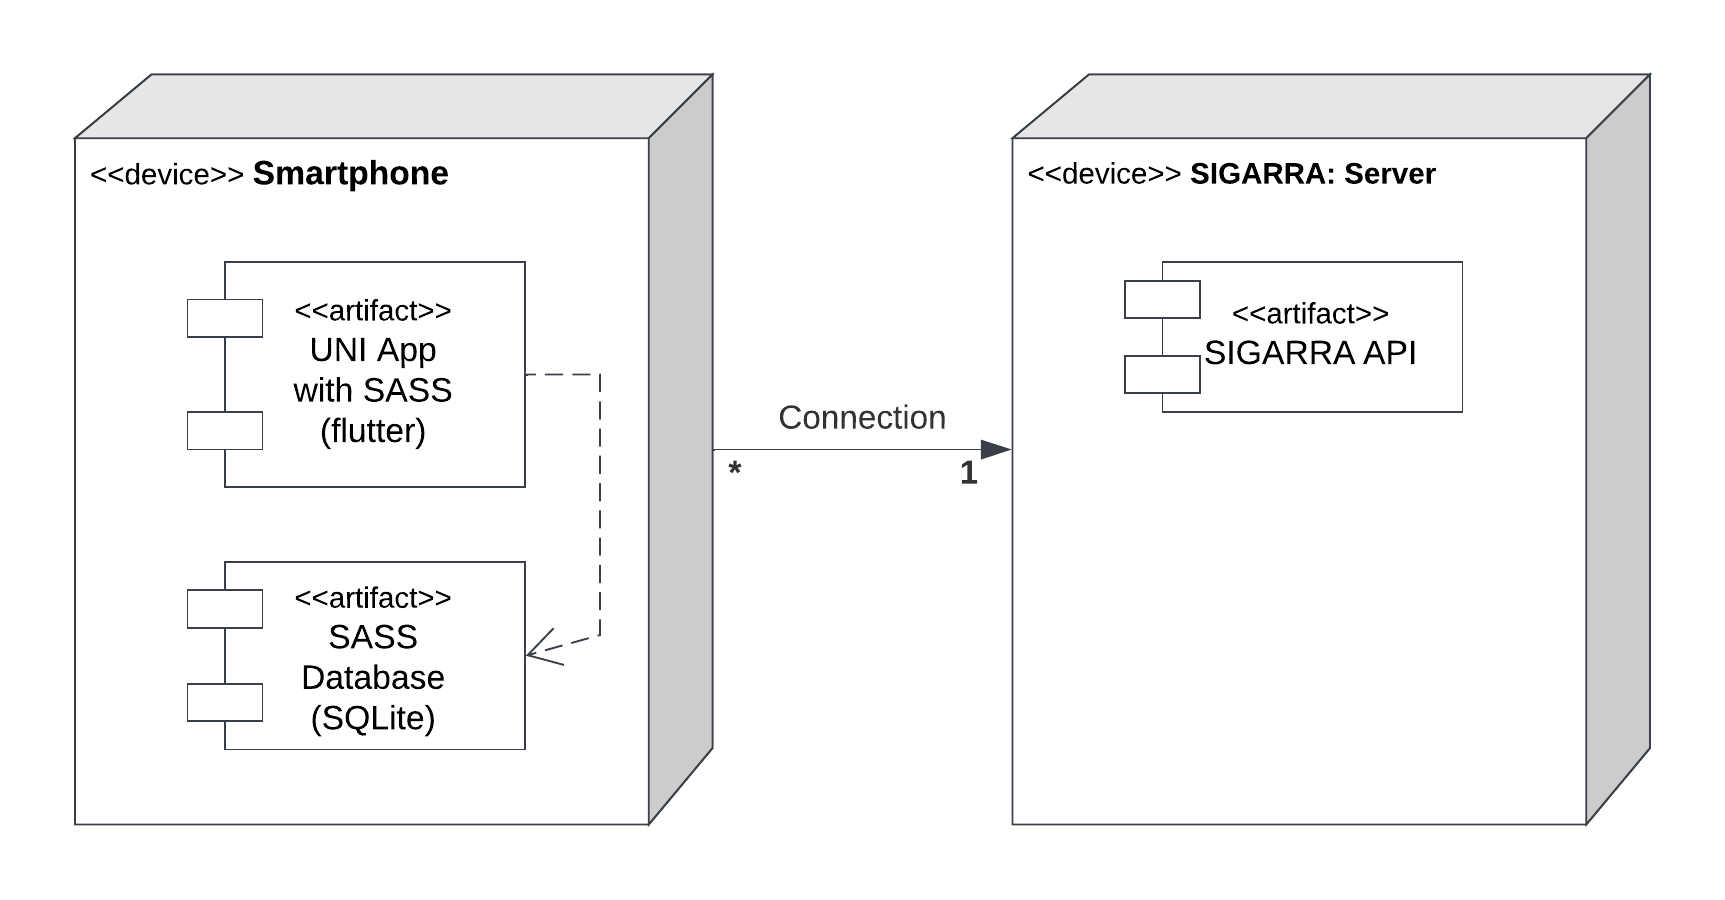 <<device>> Smartphone
<<artifact>>
UNI App
with SASS
(flutter)
<<artifact>>
SASS
Database
(SQLite)
Connection
*
1
<<device>> SIGARRA: Server
<<artifact>>
SIGARRA API